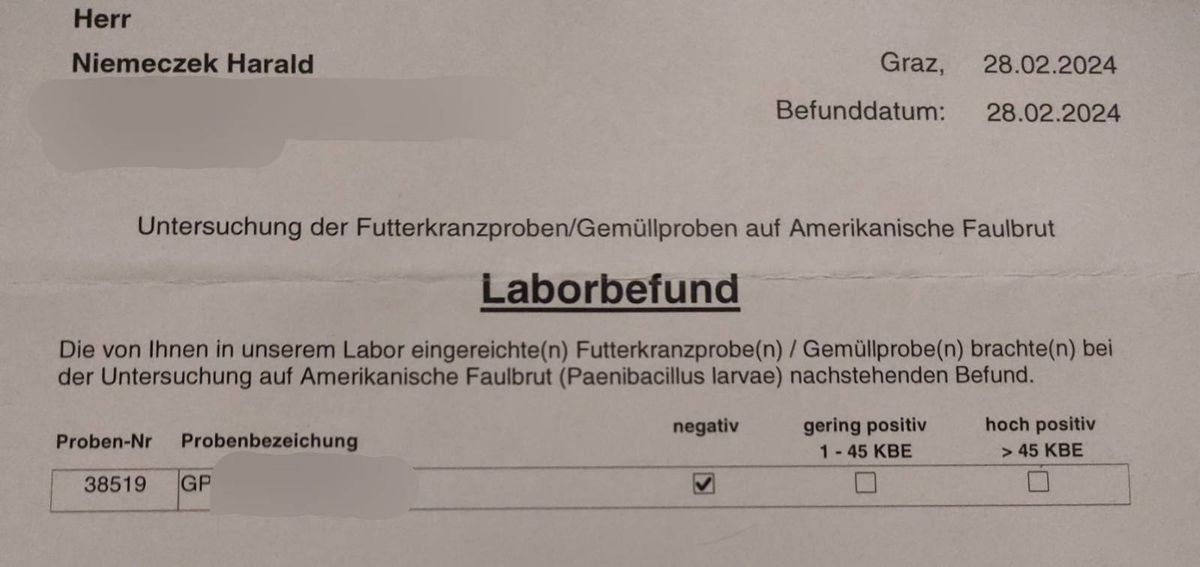 Herr
Niemeczek Harald
Graz, 28.02.2024
Befunddatum: 28.02.2024
Untersuchung der Futterkranzproben/Gemüllproben auf Amerikanische Faulbrut
Laborbefund
Die von Ihnen in unserem Labor eingereichte(n) Futterkranzprobe(n) / Gemüllprobe(n) brachte(n) bei
der Untersuchung auf Amerikanische Faulbrut (Paenibacillus larvae) nachstehenden Befund.
Proben-Nr Probenbezeichung negativ gering positiv hoch positiv
1 - 45 KBE > 45 KBE
38519 GP